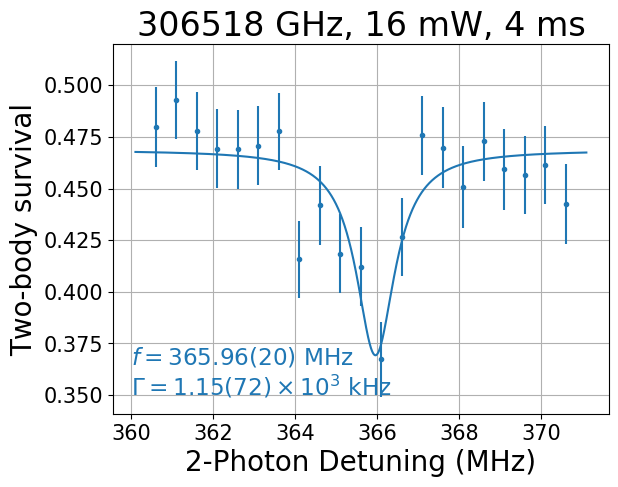 306518 GHz, 16 mW, 4 ms
Two-body survival
0.500
0.475
0.450
0.425
0.400
0.375
0.350
f = 365.96(20) MHz
Γ = 1.15(72) × 10³ kHz
360 362 364 366 368 370
2-Photon Detuning (MHz)